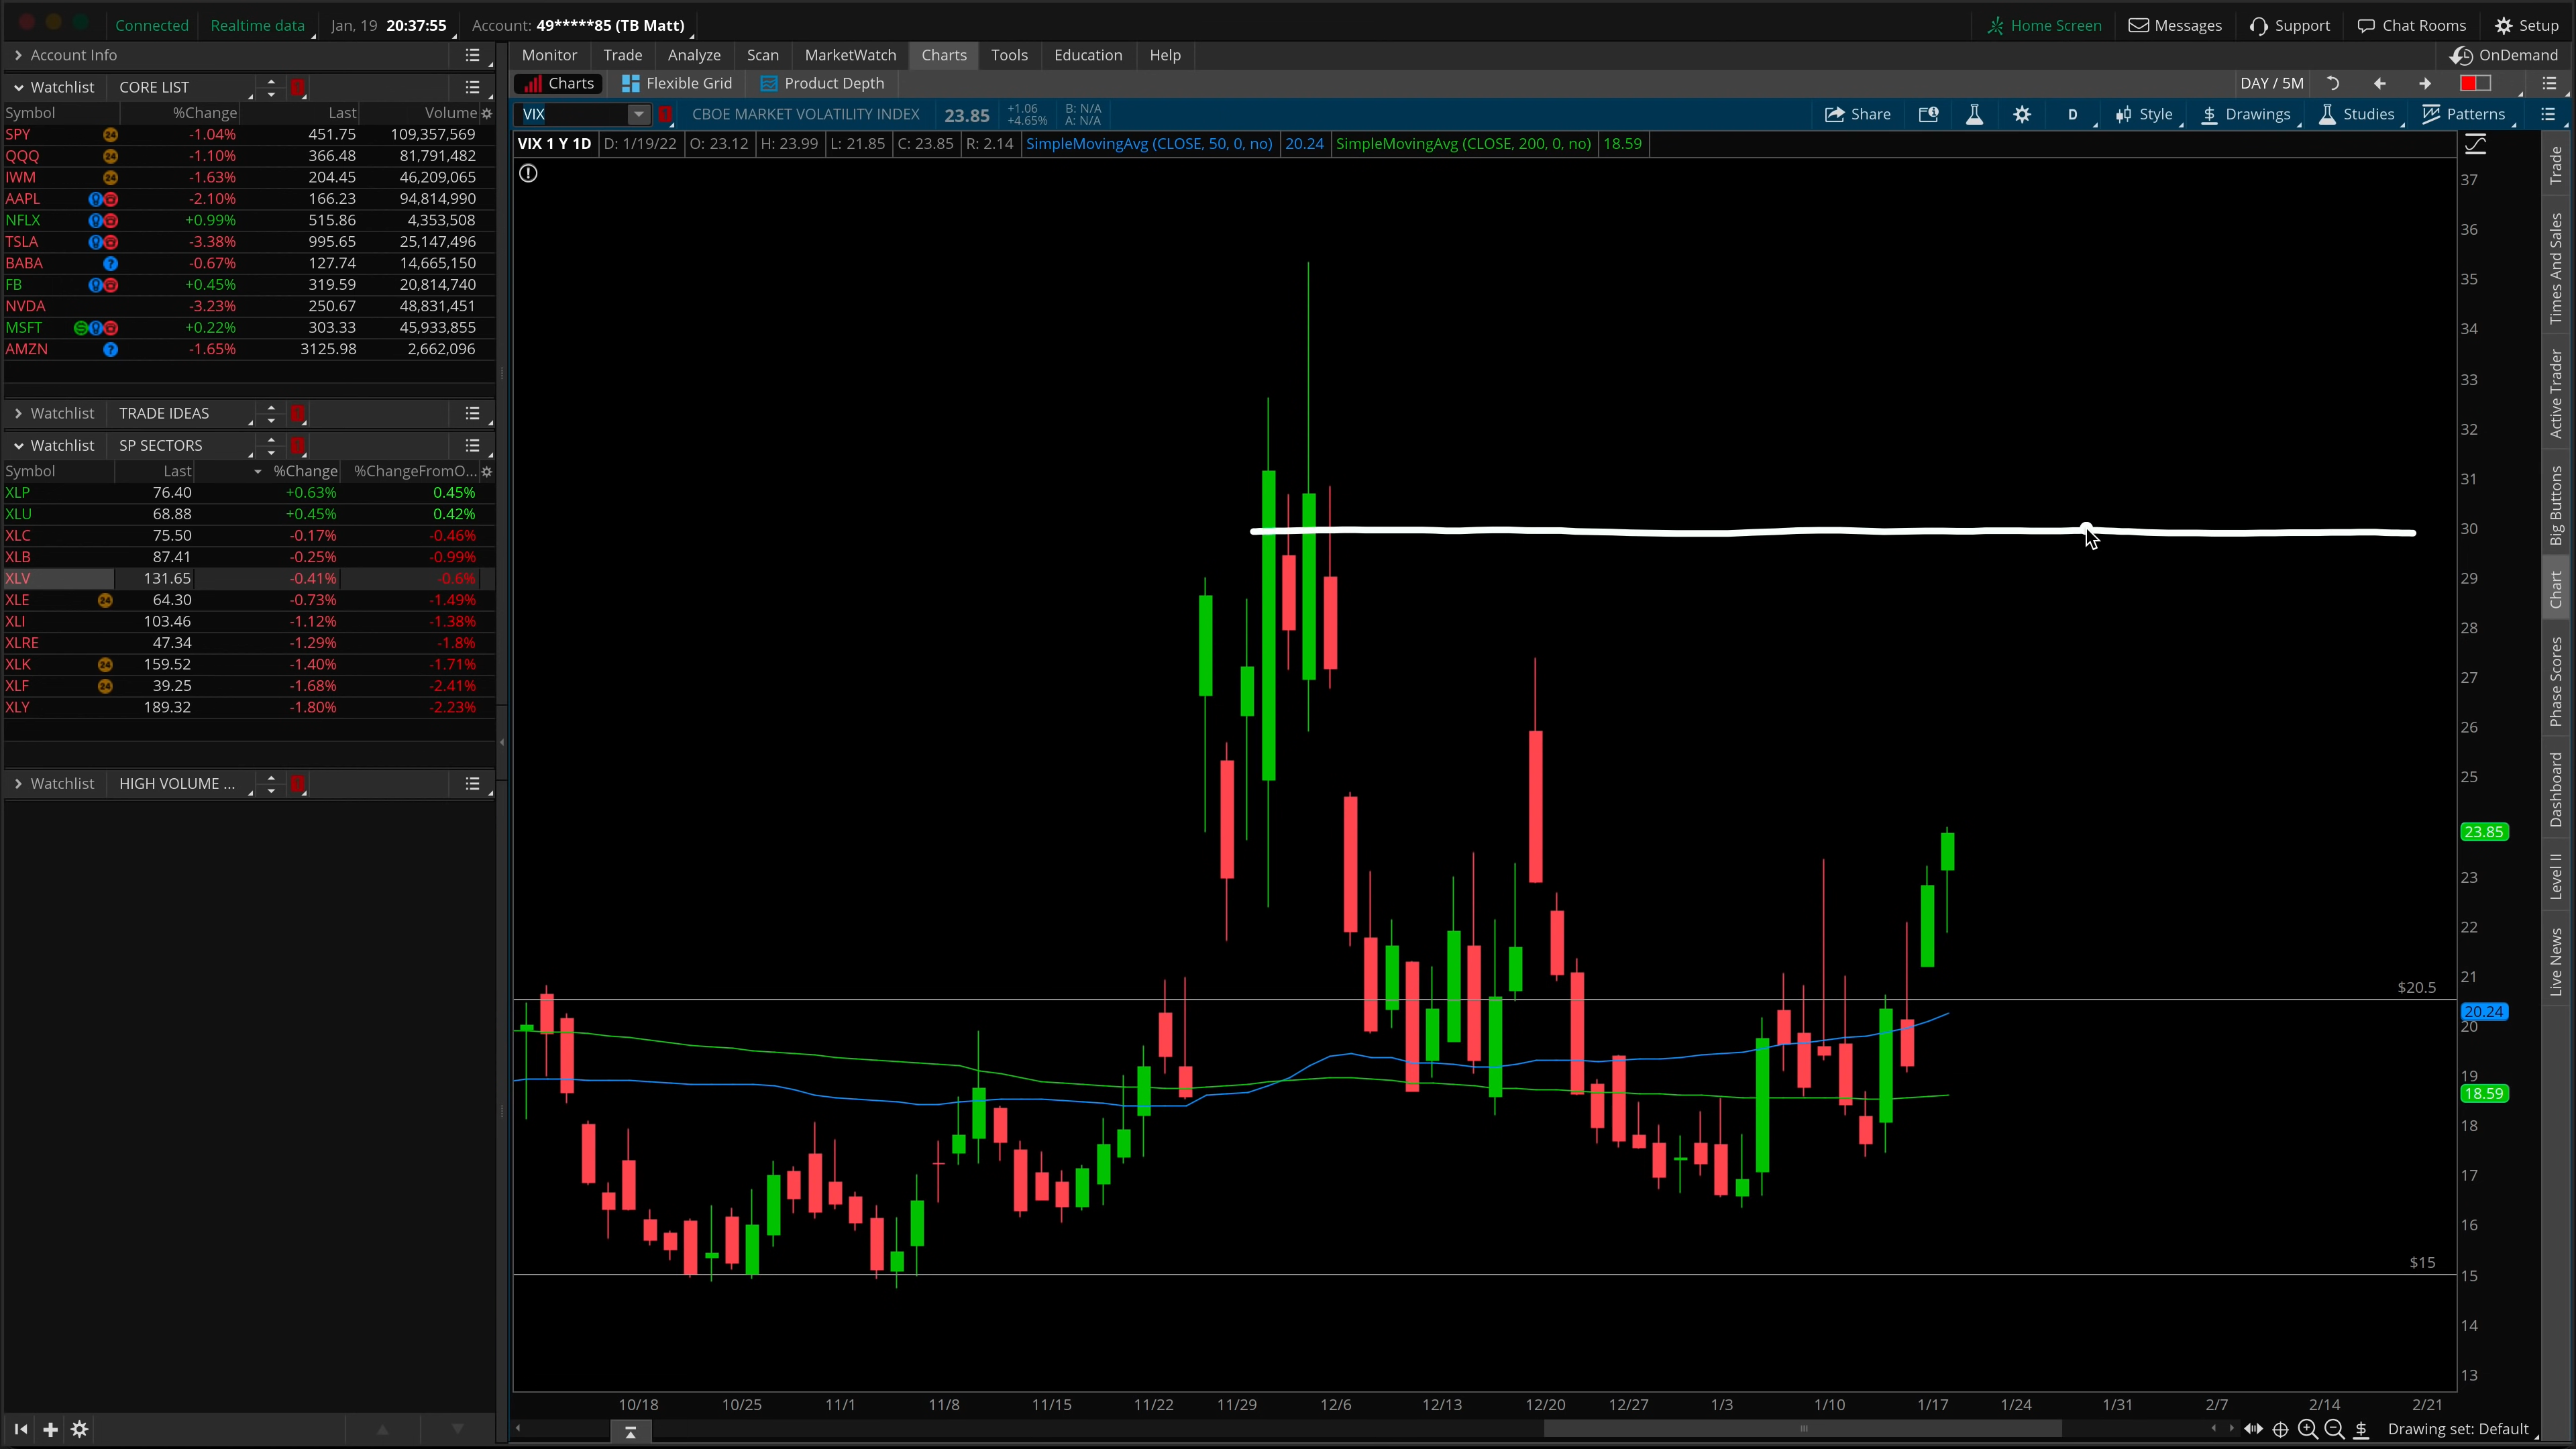 Connected Realtime data Jan, 19 20:37:55 Account: 49*****85 (TB Matt) Home Screen Messages Support Chat Rooms Setup
Account Info
Monitor Trade Analyze Scan MarketWatch Charts Tools Education Help OnDemand
Charts Flexible Grid Product Depth DAY / 5M
Watchlist CORE LIST
Symbol %Change Last Volume
SPY 24 -1.04% 451.75 109,357,569
QQQ 24 -1.10% 366.48 81,791,482
IWM 24 -1.63% 204.45 46,209,065
AAPL -2.10% 166.23 94,814,990
NFLX +0.99% 515.86 4,353,508
TSLA -3.38% 995.65 25,147,496
BABA ? -0.67% 127.74 14,665,150
FB +0.45% 319.59 20,814,740
NVDA -3.23% 250.67 48,831,451
MSFT +0.22% 303.33 45,933,855
AMZN ? -1.65% 3125.98 2,662,096
Watchlist TRADE IDEAS
Watchlist SP SECTORS
Symbol Last %Change %ChangeFromO...
XLP 76.40 +0.63% 0.45%
XLU 68.88 +0.45% 0.42%
XLC 75.50 -0.17% -0.46%
XLB 87.41 -0.25% -0.99%
XLV 131.65 -0.41% -0.6%
XLE 24 64.30 -0.73% -1.49%
XLI 103.46 -1.12% -1.38%
XLRE 47.34 -1.29% -1.8%
XLK 24 159.52 -1.40% -1.71%
XLF 24 39.25 -1.68% -2.41%
XLY 189.32 -1.80% -2.23%
Watchlist HIGH VOLUME ...
VIX CBOE MARKET VOLATILITY INDEX 23.85 +1.06 +4.65% B: N/A A: N/A Share D Style $ Drawings Studies Patterns
VIX 1 Y 1D D: 1/19/22 O: 23.12 H: 23.99 L: 21.85 C: 23.85 R: 2.14 SimpleMovingAvg (CLOSE, 50, 0, no) 20.24 SimpleMovingAvg (CLOSE, 200, 0, no) 18.59
37
36
35
34
33
32
31
30
29
28
27
26
25
23.85
23
22
21
$20.5
20.24
20
19
18.59
18
17
16
$15
15
14
13
10/18 10/25 11/1 11/8 11/15 11/22 11/29 12/6 12/13 12/20 12/27 1/3 1/10 1/17 1/24 1/31 2/7 2/14 2/21
$ Drawing set: Default
Trade
Times And Sales
Active Trader
Big Buttons
Chart
Phase Scores
Dashboard
Level II
Live News